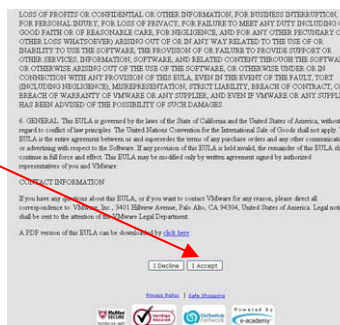 LOSS OF PROFITS OR CONFIDENTIAL OR OTHER INFORMATION, FOR BUSINESS INTERRUPTION,
FOR PERSONAL INJURY, FOR LOSS OF PRIVACY, FOR FAILURE TO MEET ANY DUTY INCLUDING
GOOD FAITH OR OF REASONABLE CARE, FOR NEGLIGENCE, AND FOR ANY OTHER PECUNIARY O
OTHER LOSS WHATSOEVER) ARISING OUT OF OR IN ANY WAY RELATED TO THE USE OF OR
INABILITY TO USE THE SOFTWARE, THE PROVISION OF OR FAILURE TO PROVIDE SUPPORT OR
OTHER SERVICES, INFORMATION, SOFTWARE, AND RELATED CONTENT THROUGH THE SOFTWA
OR OTHERWISE ARISING OUT OF THE USE OF THE SOFTWARE, OR OTHERWISE UNDER OR IN
CONNECTION WITH ANY PROVISION OF THIS EULA, EVEN IN THE EVENT OF THE FAULT, TORT
(INCLUDING NEGLIGENCE), MISREPRESENTATION, STRICT LIABILITY, BREACH OF CONTRACT, O
BREACH OF WARRANTY OF VMWARE OR ANY SUPPLIER, AND EVEN IF VMWARE OR ANY SUPPLIE
HAS BEEN ADVISED OF THE POSSIBILITY OF SUCH DAMAGES.
6. GENERAL. This EULA is governed by the laws of the State of California and the United States of America, without
regard to conflict of law principles. The United Nations Convention for the International Sale of Goods shall not apply.
EULA is the entire agreement between us and supersedes the terms of any purchase orders and any other communicati
or advertising with respect to the Software. If any provision of this EULA is held invalid, the remainder of this EULA sh
continue in full force and effect. This EULA may be modified only by written agreement signed by authorized
representatives of you and VMware.
CONTACT INFORMATION
If you have any questions about this EULA, or if you want to contact VMware for any reason, please direct all
correspondence to: VMware, Inc., 3401 Hillview Avenue, Palo Alto, CA 94304, United States of America. Legal noti
shall be sent to the attention of the VMware Legal Department.
A PDF version of the EULA can be downloaded by click here
I Decline I Accept
Privacy Policy | Safe Shopping
McAfee SECURE
OnTheHub
network
Powered by
e-academy